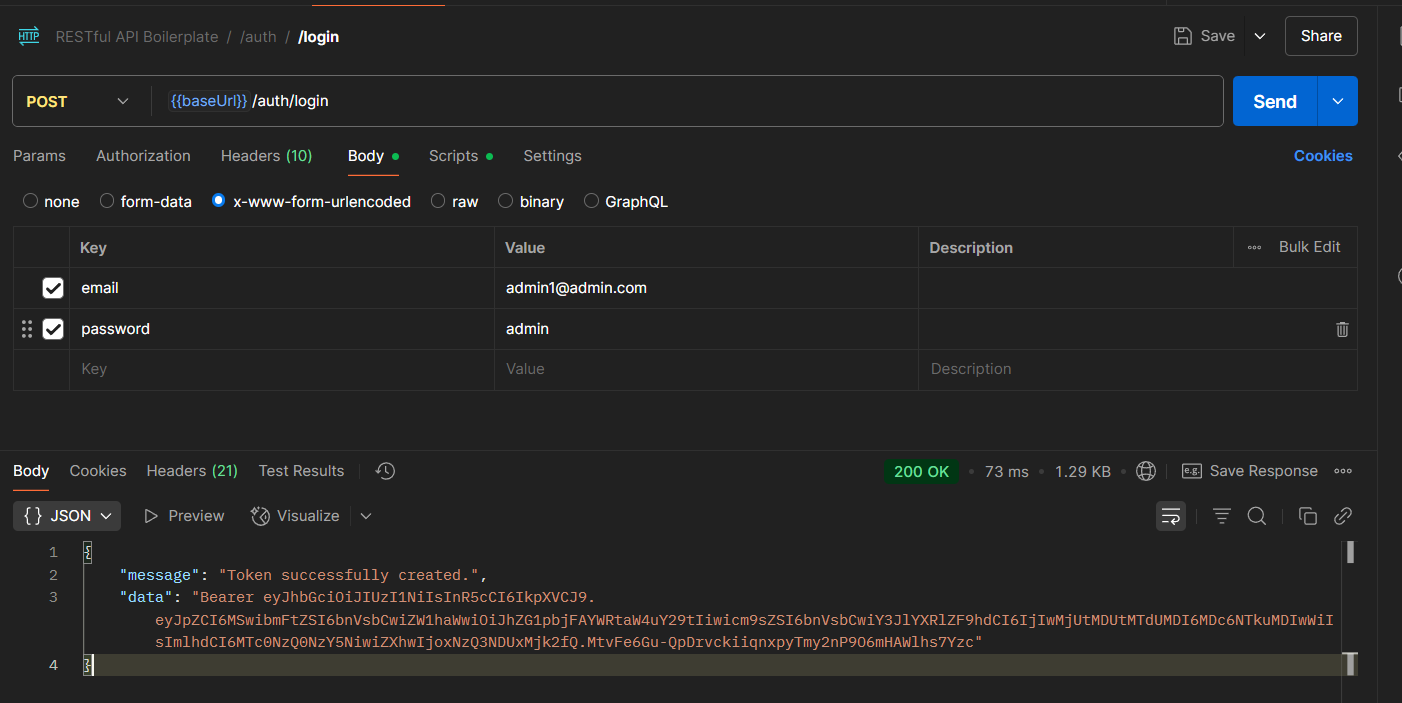 HTTP RESTful API Boilerplate / /auth / /login Save Share
POST {{baseUrl}} /auth/login Send
Params Authorization Headers (10) Body Scripts Settings Cookies
none form-data x-www-form-urlencoded raw binary GraphQL
Key Value Description Bulk Edit
email admin1@admin.com
password admin
Key Value Description
Body Cookies Headers (21) Test Results 200 OK 73 ms 1.29 KB e.g. Save Response
{ } JSON Preview Visualize
1 {
2 "message": "Token successfully created.",
3 "data": "Bearer eyJhbGciOiJIUzI1NiIsInR5cCI6IkpXVCJ9.
eyJpZCI6MSwibmFtZSI6bnVsbCwiZW1haWwiOiJhZG1pbjFAYWRtaW4uY29tIiwicm9sZSI6bnVsbCwiY3JlYXRlZF9hdCI6IjIwMjUtMDUtMTdUMDI6MDc6NTkuMDIwWiI
sImlhdCI6MTc0NzQ0NzY5NiwiZXhwIjoxNzQ3NDUxMjk2fQ.MtvFe6Gu-QpDrvckiiqnxpyTmy2nP9O6mHAWlhs7Yzc"
4 }